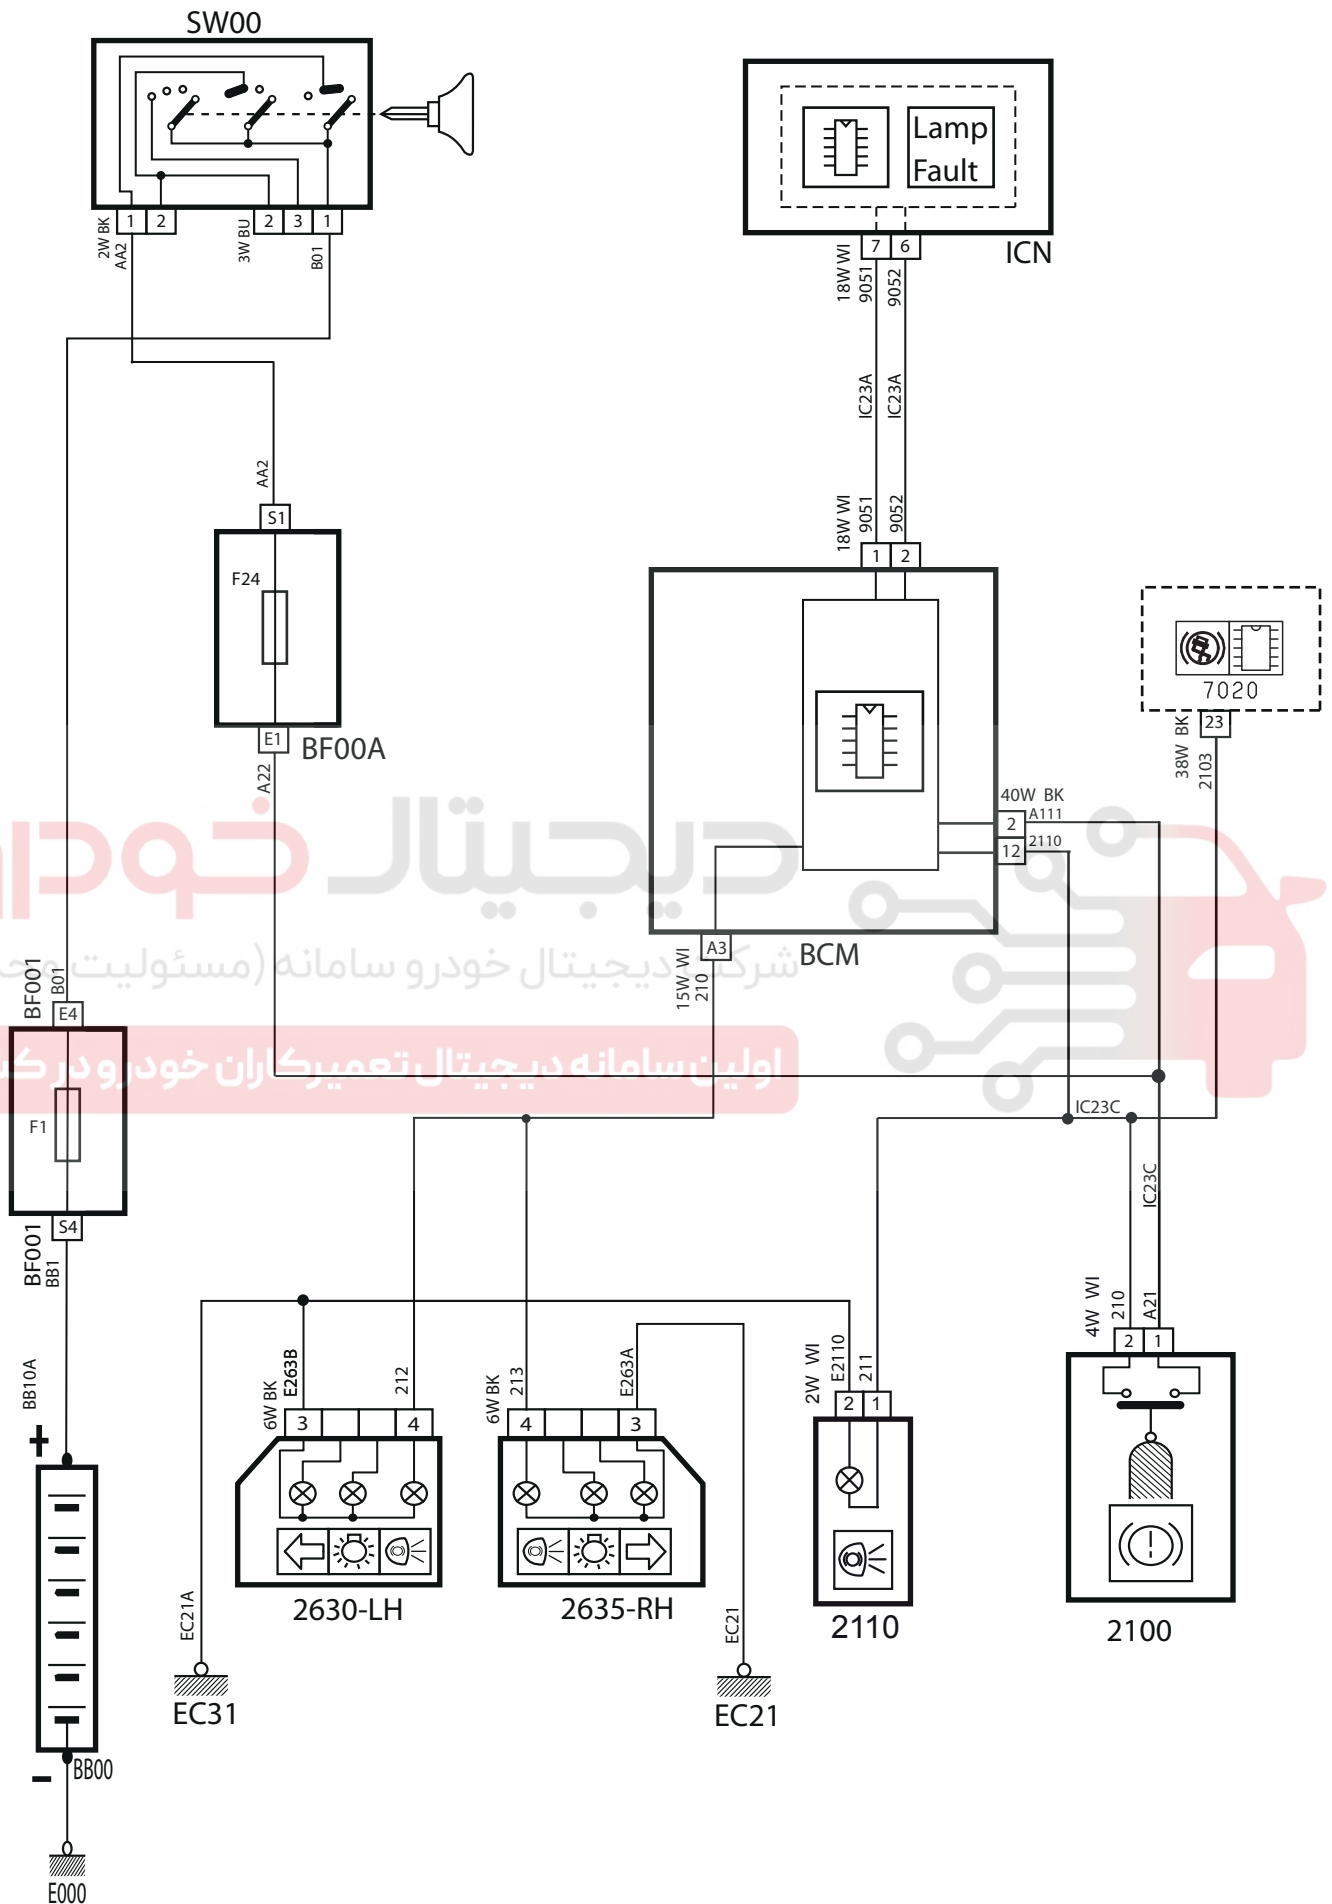 SW00
1
2
2
3
1
2W BK
AA2
3W BU
B01
Lamp
Fault
7
6
ICN
18W WI
9051
9052
IC23A
IC23A
AA2
S1
F24
E1
BF00A
A22
18W WI
9051
9052
1
2
7020
23
38W BK
2103
40W BK
2
A111
12
2110
A3
BCM
15W WI
210
دیجیتال خودرو
شرکت دیجیتال خودرو سامانه (مسئولیت
اولین سامانه دیجیتال تعمیرکاران خودرو در
BF001
B01
E4
F1
S4
BF001
BB1
IC23C
IC23C
BB10A
+
6W BK
E263B
212
3
4
6W BK
213
E263A
4
3
2W WI
E2110
211
2
1
4W WI
210
A21
2
1
2630-LH
2635-RH
2110
2100
EC21A
EC31
EC21
EC21
BB00
–
E000